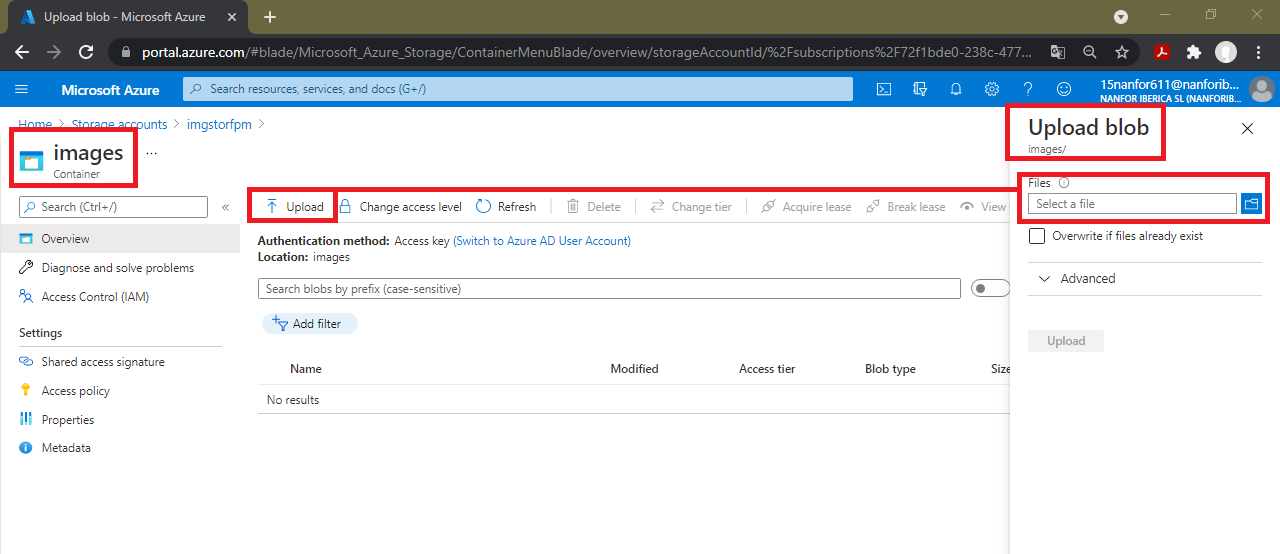 Upload blob - Microsoft Azure
portal.azure.com/#blade/Microsoft_Azure_Storage/ContainerMenuBlade/overview/storageAccountId/%2Fsubscriptions%2F72f1bde0-238c-477...
Microsoft Azure
Search resources, services, and docs (G+/)
15nanfor611@nanforib...
NANFOR IBERICA SL (NANFORIB...
Home > Storage accounts > imgstorfpm >
images
...
Container
Search (Ctrl+/)
«
Overview
Diagnose and solve problems
Access Control (IAM)
Settings
Shared access signature
Access policy
Properties
Metadata
Upload
Change access level
Refresh
Delete
Change tier
Acquire lease
Break lease
View
Authentication method: Access key (Switch to Azure AD User Account)
Location: images
Search blobs by prefix (case-sensitive)
Add filter
Name Modified Access tier Blob type Size
No results
Upload blob
images/
Files
Select a file
Overwrite if files already exist
Advanced
Upload